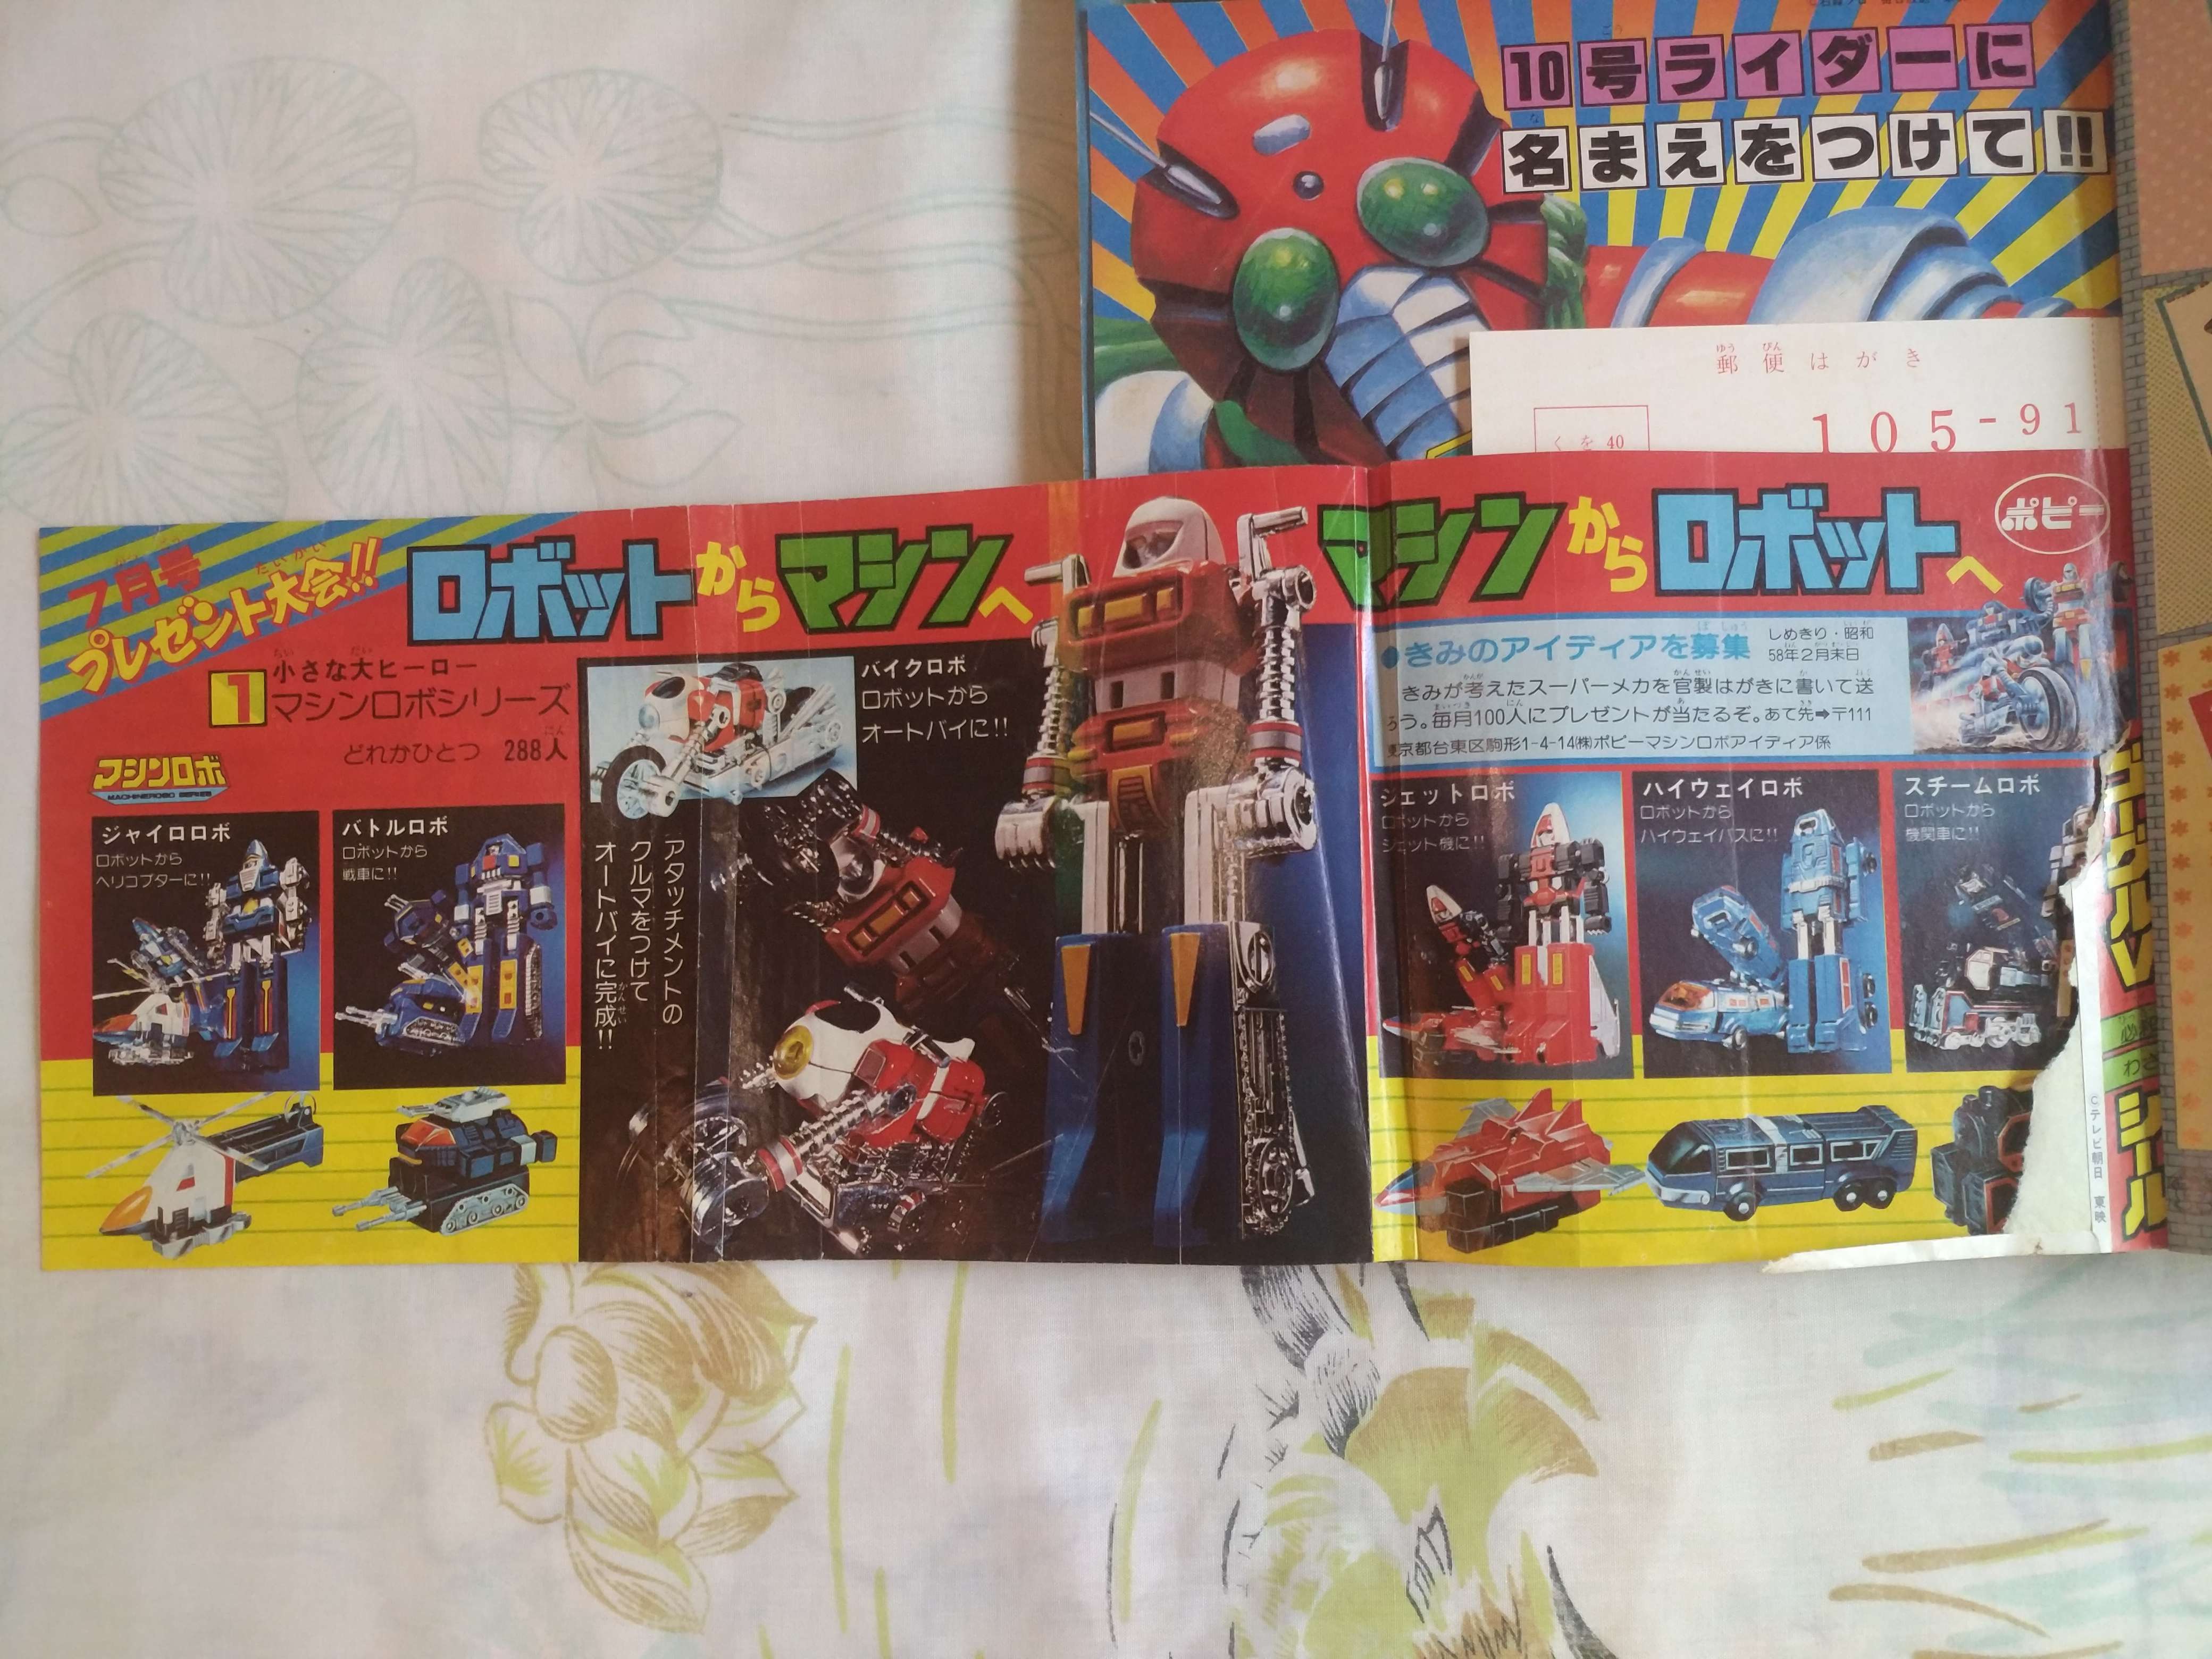 10号ライダーに
名まえをつけて!!
郵便はがき
105-91
くを40
7月号
プレゼント大会!!
ロボットからマシンへ
マシンからロボットへ
ポピー
1 小さな大ヒーロー
マシンロボシリーズ
どれかひとつ 288人
マシンロボ
MACHINEROBO SERIES
ジャイロロボ
ロボットから
ヘリコプターに!!
バトルロボ
ロボットから
戦車に!!
バイクロボ
ロボットから
オートバイに!!
アタッチメントの
クルマをつけて
オートバイに完成!!
●きみのアイディアを募集
しめきり・昭和
58年2月末日
きみが考えたスーパーメカを官製はがきに書いて送
ろう。毎月100人にプレゼントが当たるぞ。あて先➡〒111
東京都台東区駒形1-4-14㈱ポピーマシンロボアイディア係
ジェットロボ
ロボットから
ジェット機に!!
ハイウェイロボ
ロボットから
ハイウェイバスに!!
スチームロボ
ロボットから
機関車に!!
わざ
シール
Cテレビ朝日 東映